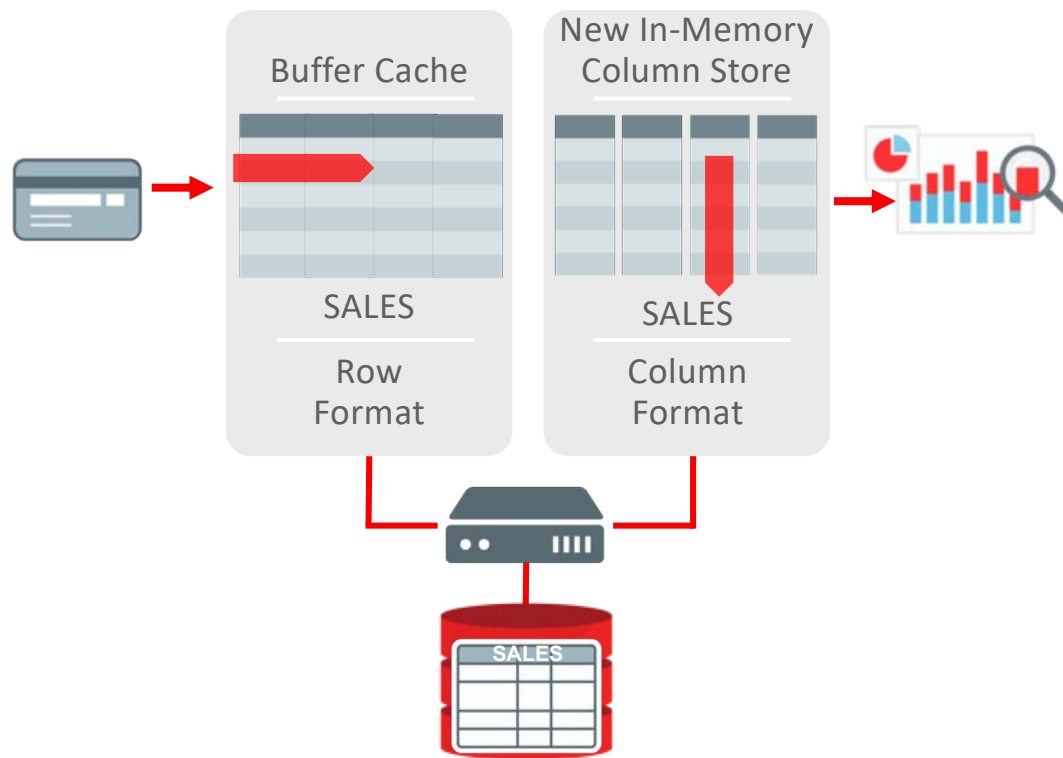 Buffer Cache
SALES
Row
Format
New In-Memory
Column Store
SALES
Column
Format
SALES